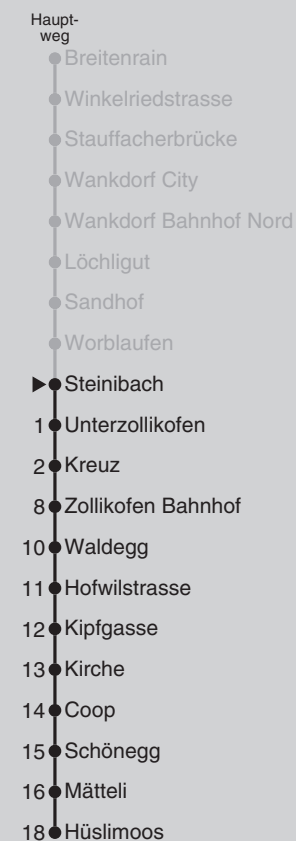 Haupt-
weg
Breitenrain
Winkelriedstrasse
Stauffacherbrücke
Wankdorf City
Wankdorf Bahnhof Nord
Löchligut
Sandhof
Worblaufen
Steinibach
1 Unterzollikofen
2 Kreuz
8 Zollikofen Bahnhof
10 Waldegg
11 Hofwilstrasse
12 Kipfgasse
13 Kirche
14 Coop
15 Schönegg
16 Mätteli
18 Hüslimoos